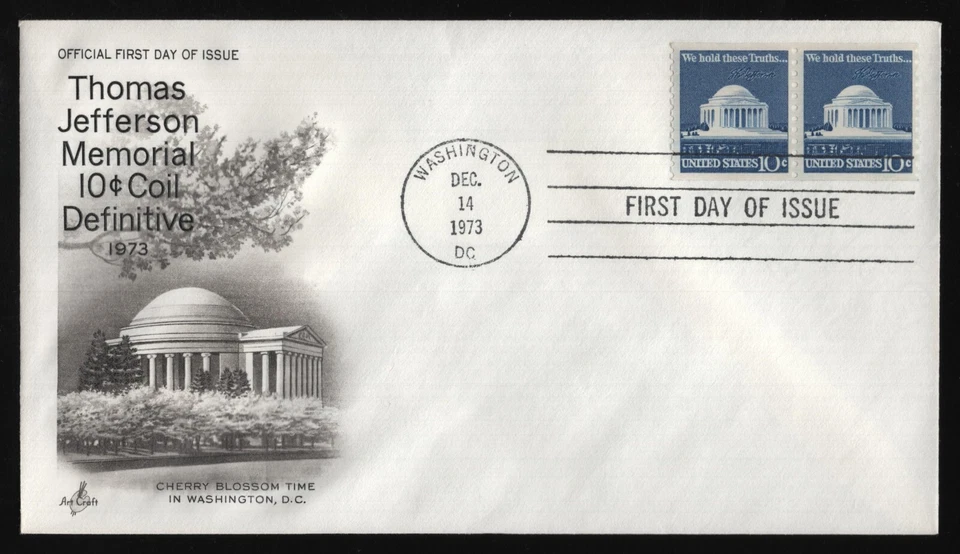 OFFICIAL FIRST DAY OF ISSUE
Thomas
Jefferson
Memorial
10¢ Coil
Definitive
1973
CHERRY BLOSSOM TIME
IN WASHINGTON, D.C.
Art Craft
WASHINGTON
DEC.
14
1973
DC
FIRST DAY OF ISSUE
We hold these Truths...
UNITED STATES 10c
We hold these Truths...
UNITED STATES 10c